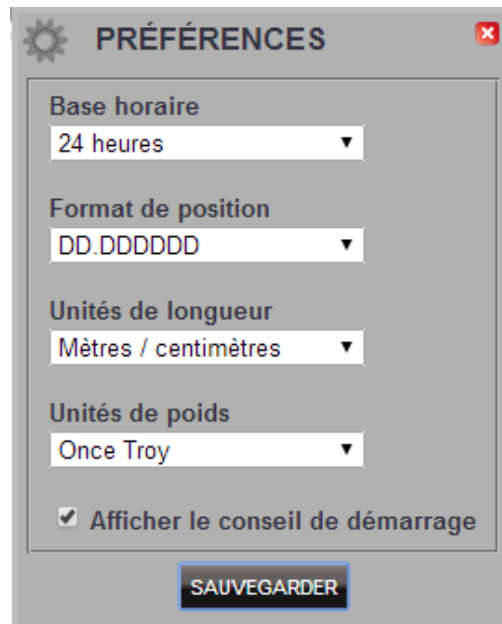 PRÉFÉRENCES
Base horaire
24 heures
Format de position
DD.DDDDDD
Unités de longueur
Mètres / centimètres
Unités de poids
Once Troy
Afficher le conseil de démarrage
SAUVEGARDER